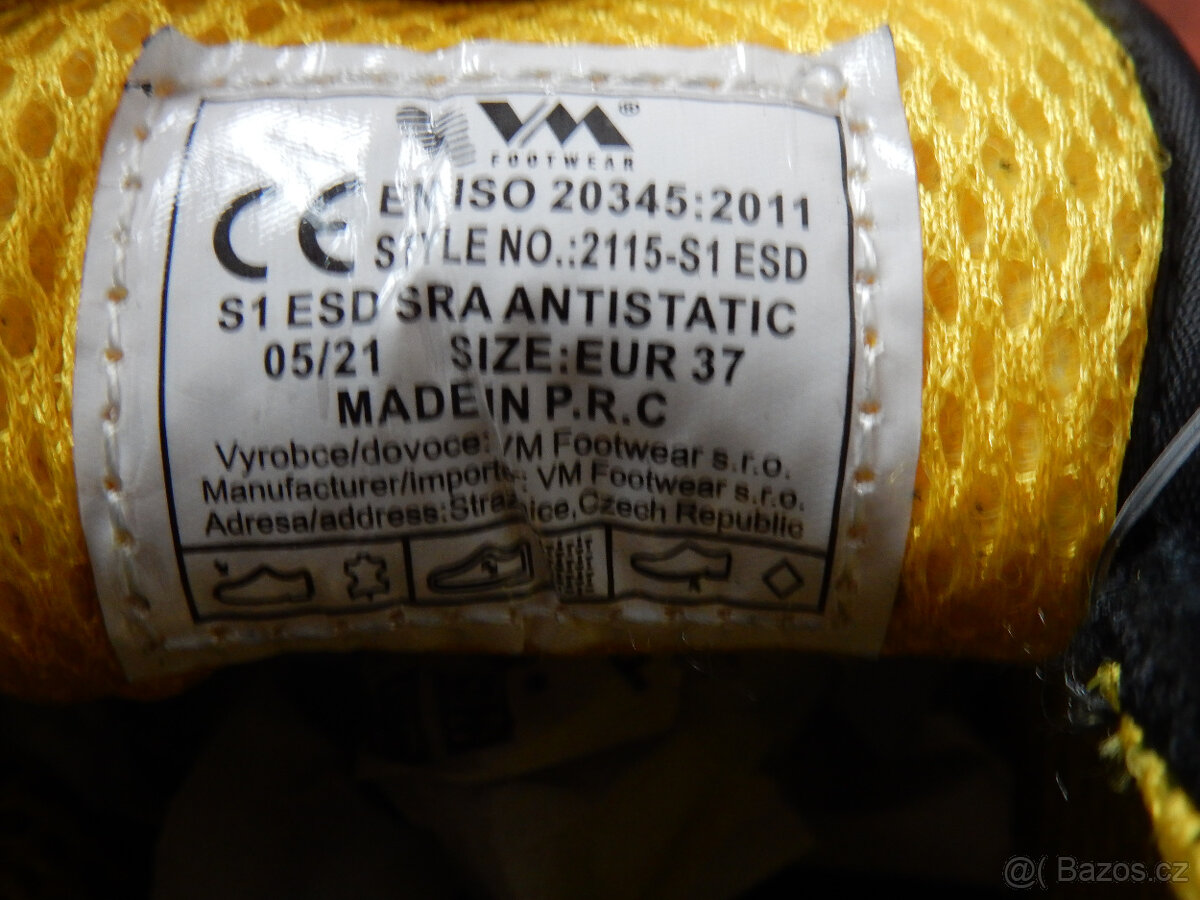 VM®
FOOTWEAR
CE EN ISO 20345:2011
STYLE NO.:2115-S1 ESD
S1 ESD SRA ANTISTATIC
05/21 SIZE:EUR 37
MADE IN P.R.C
Vyrobce/dovoce: VM Footwear s.r.o.
Manufacturer/importe: VM Footwear s.r.o.
Adresa/address: Czech Republic
@( Bazos.cz